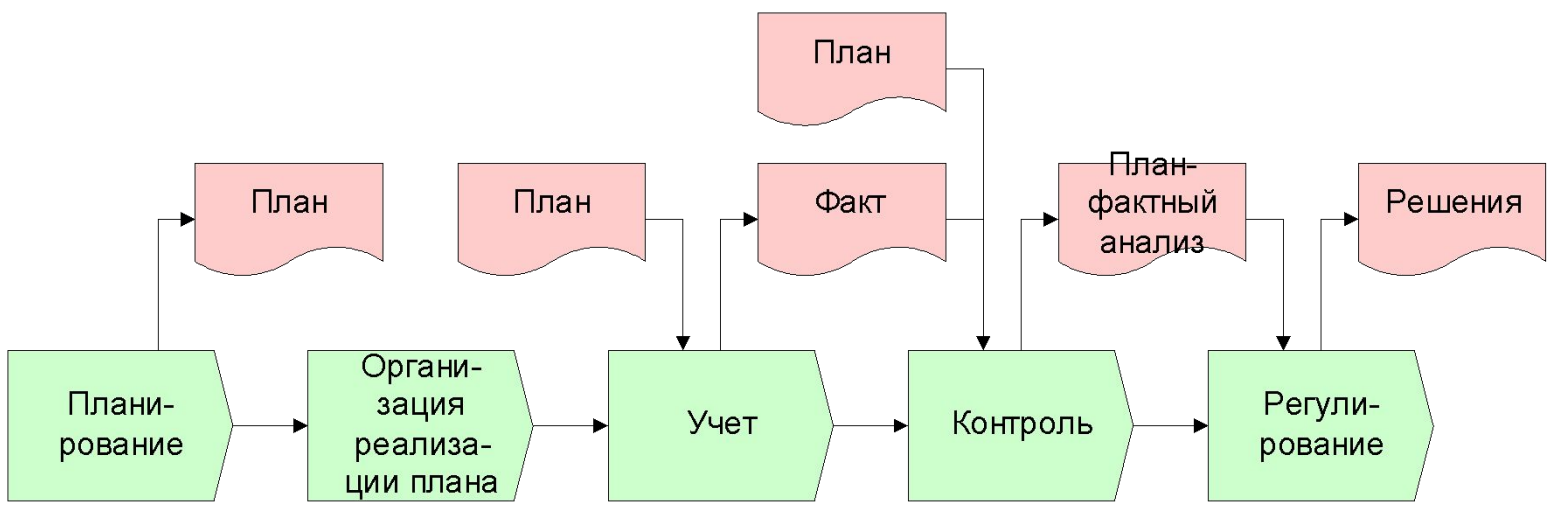 План
План
План
Факт
План-
фактный
анализ
Решения
Плани-
рование
Органи-
зация
реализа-
ции плана
Учет
Контроль
Регули-
рование